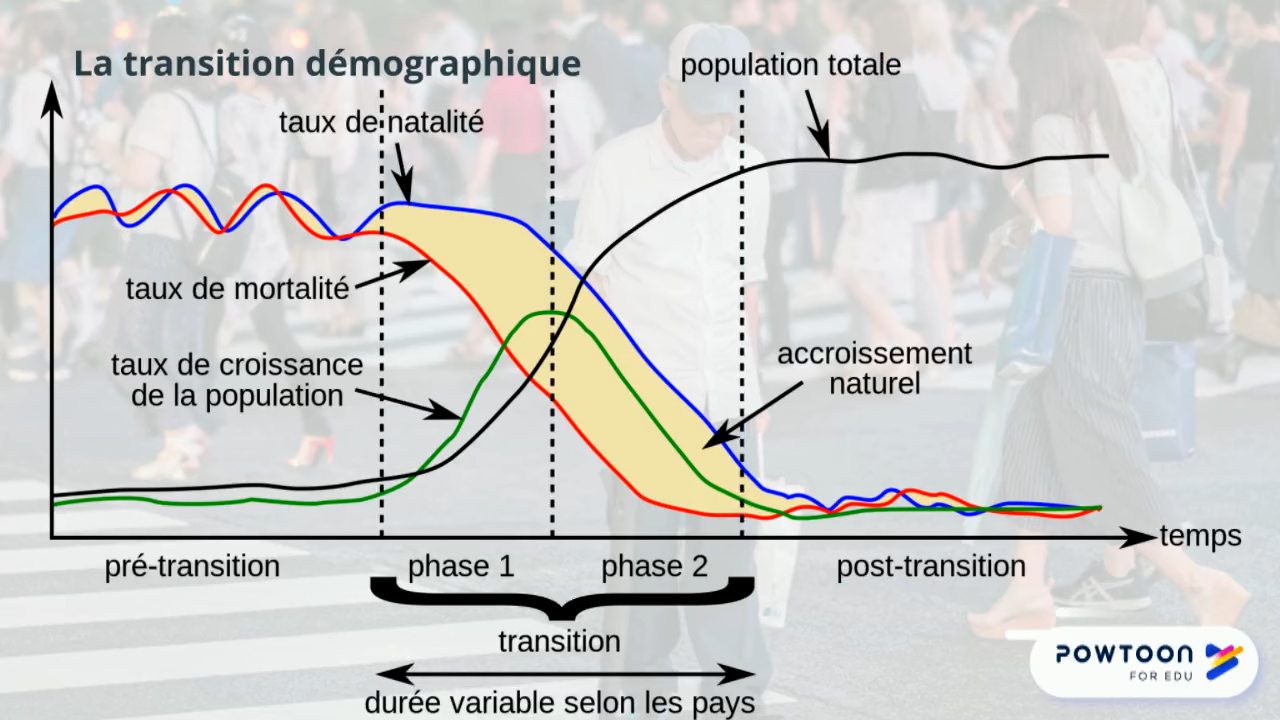 La transition démographique
population totale
taux de natalité
taux de mortalité
taux de croissance
de la population
accroissement
naturel
temps
pré-transition
phase 1
phase 2
post-transition
transition
durée variable selon les pays
POWTOON
FOR EDU